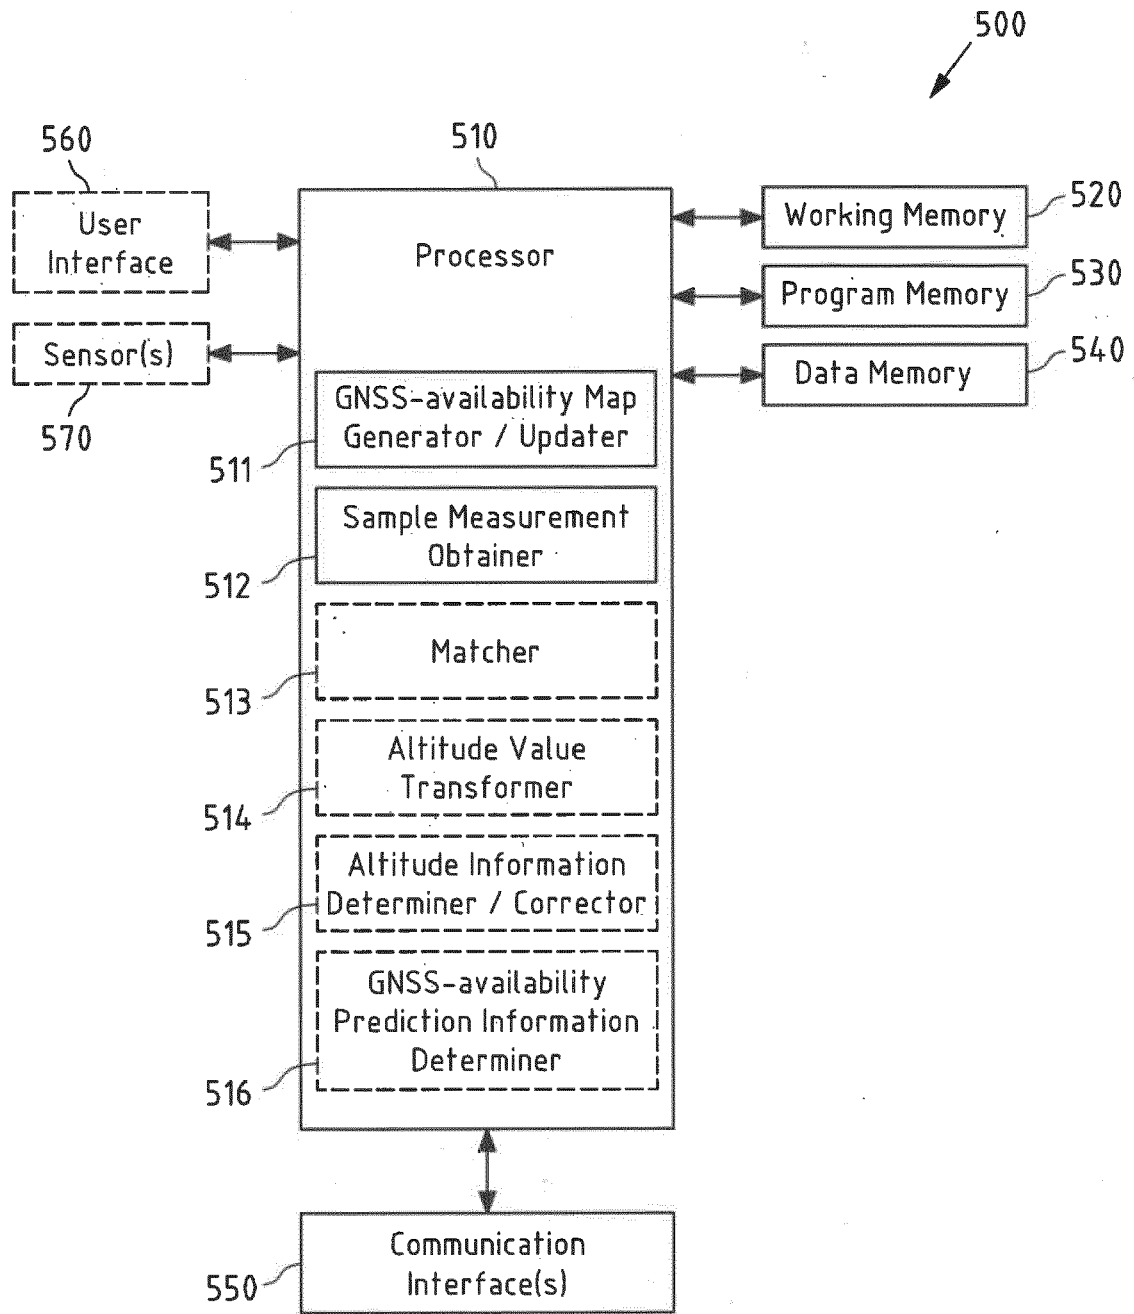 500
560
510
User
Interface
Processor
Working Memory
520
Program Memory
530
Sensor(s)
570
Data Memory
540
GNSS-availability Map
Generator / Updater
511
Sample Measurement
Obtainer
512
Matcher
513
Altitude Value
Transformer
514
Altitude Information
Determiner / Corrector
515
GNSS-availability
Prediction Information
Determiner
516
Communication
Interface(s)
550